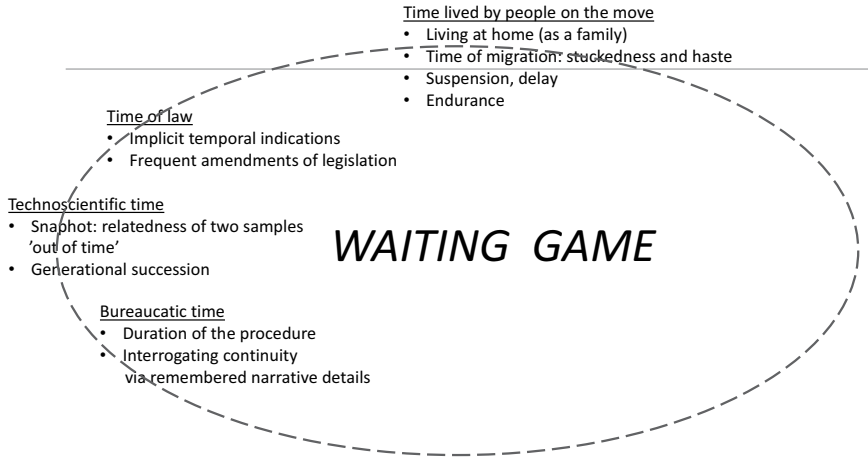 Time lived by people on the move
• Living at home (as a family)
• Time of migration: stuckedness and haste
• Suspension, delay
• Endurance
Time of law
• Implicit temporal indications
• Frequent amendments of legislation
Technoscientific time
• Snaphot: relatedness of two samples
’out of time’
• Generational succession
WAITING GAME
Bureaucatic time
• Duration of the procedure
• Interrogating continuity
via remembered narrative details